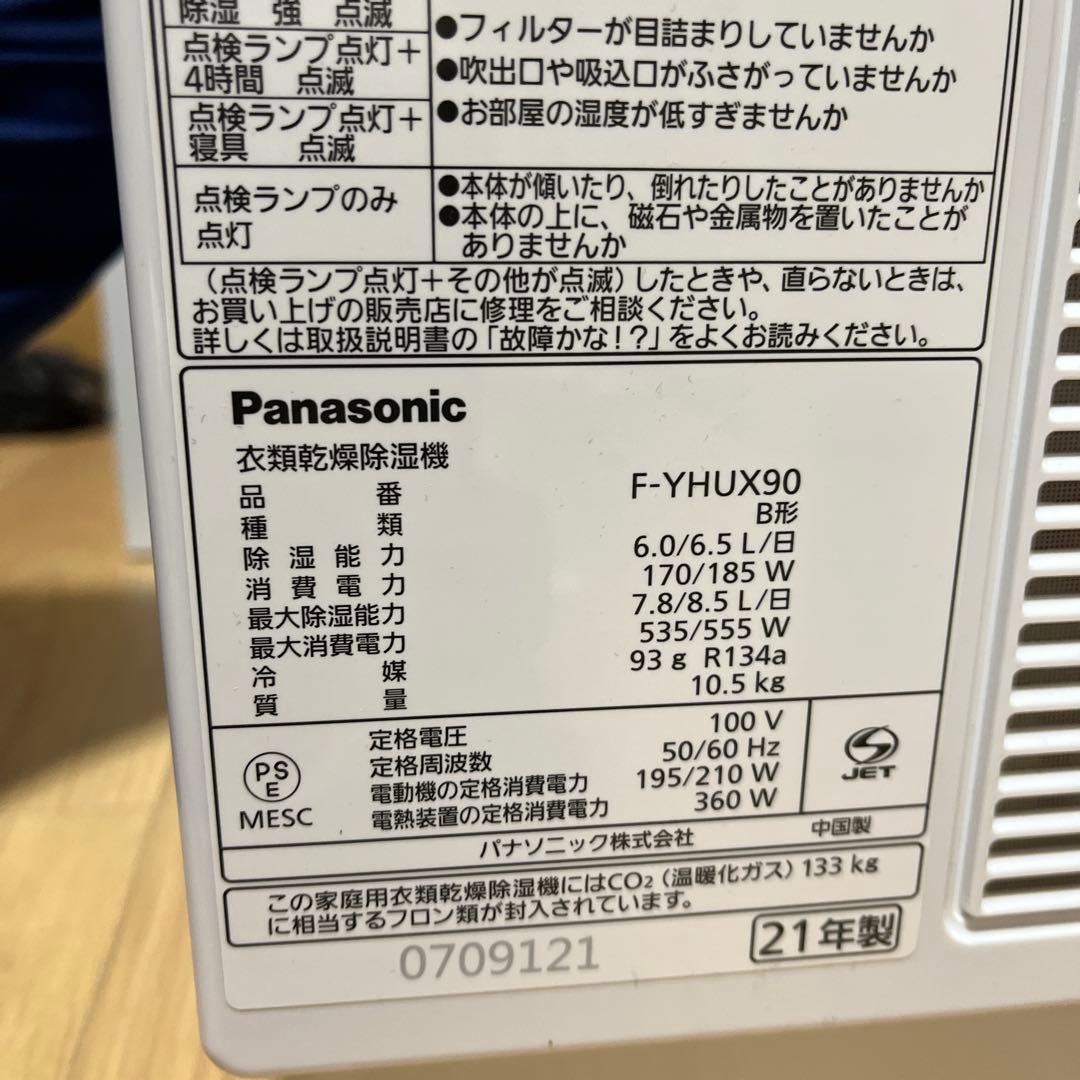 除湿 強 点滅
点検ランプ点灯+
4時間 点滅
点検ランプ点灯+
寝具 点滅
●フィルターが目詰まりしていませんか
●吹出口や吸込口がふさがっていませんか
●お部屋の湿度が低すぎませんか
点検ランプのみ
点灯
●本体が傾いたり、倒れたりしたことがありませんか
●本体の上に、磁石や金属物を置いたことが
ありませんか
(点検ランプ点灯+その他が点滅)したときや、直らないときは、
お買い上げの販売店に修理をご相談ください。
詳しくは取扱説明書の「故障かな!?」をよくお読みください。
Panasonic
衣類乾燥除湿機
品番 F-YHUX90
種類 B形
除湿能力 6.0/6.5 L/日
消費電力 170/185 W
最大除湿能力 7.8/8.5 L/日
最大消費電力 535/555 W
冷媒 93 g R134a
質量 10.5 kg
PS
E
MESC
定格電圧 100 V
定格周波数 50/60 Hz
電動機の定格消費電力 195/210 W
電熱装置の定格消費電力 360 W
JET
パナソニック株式会社 中国製
この家庭用衣類乾燥除湿機にはCO₂(温暖化ガス)133 kg
に相当するフロン類が封入されています。
0709121 21年製